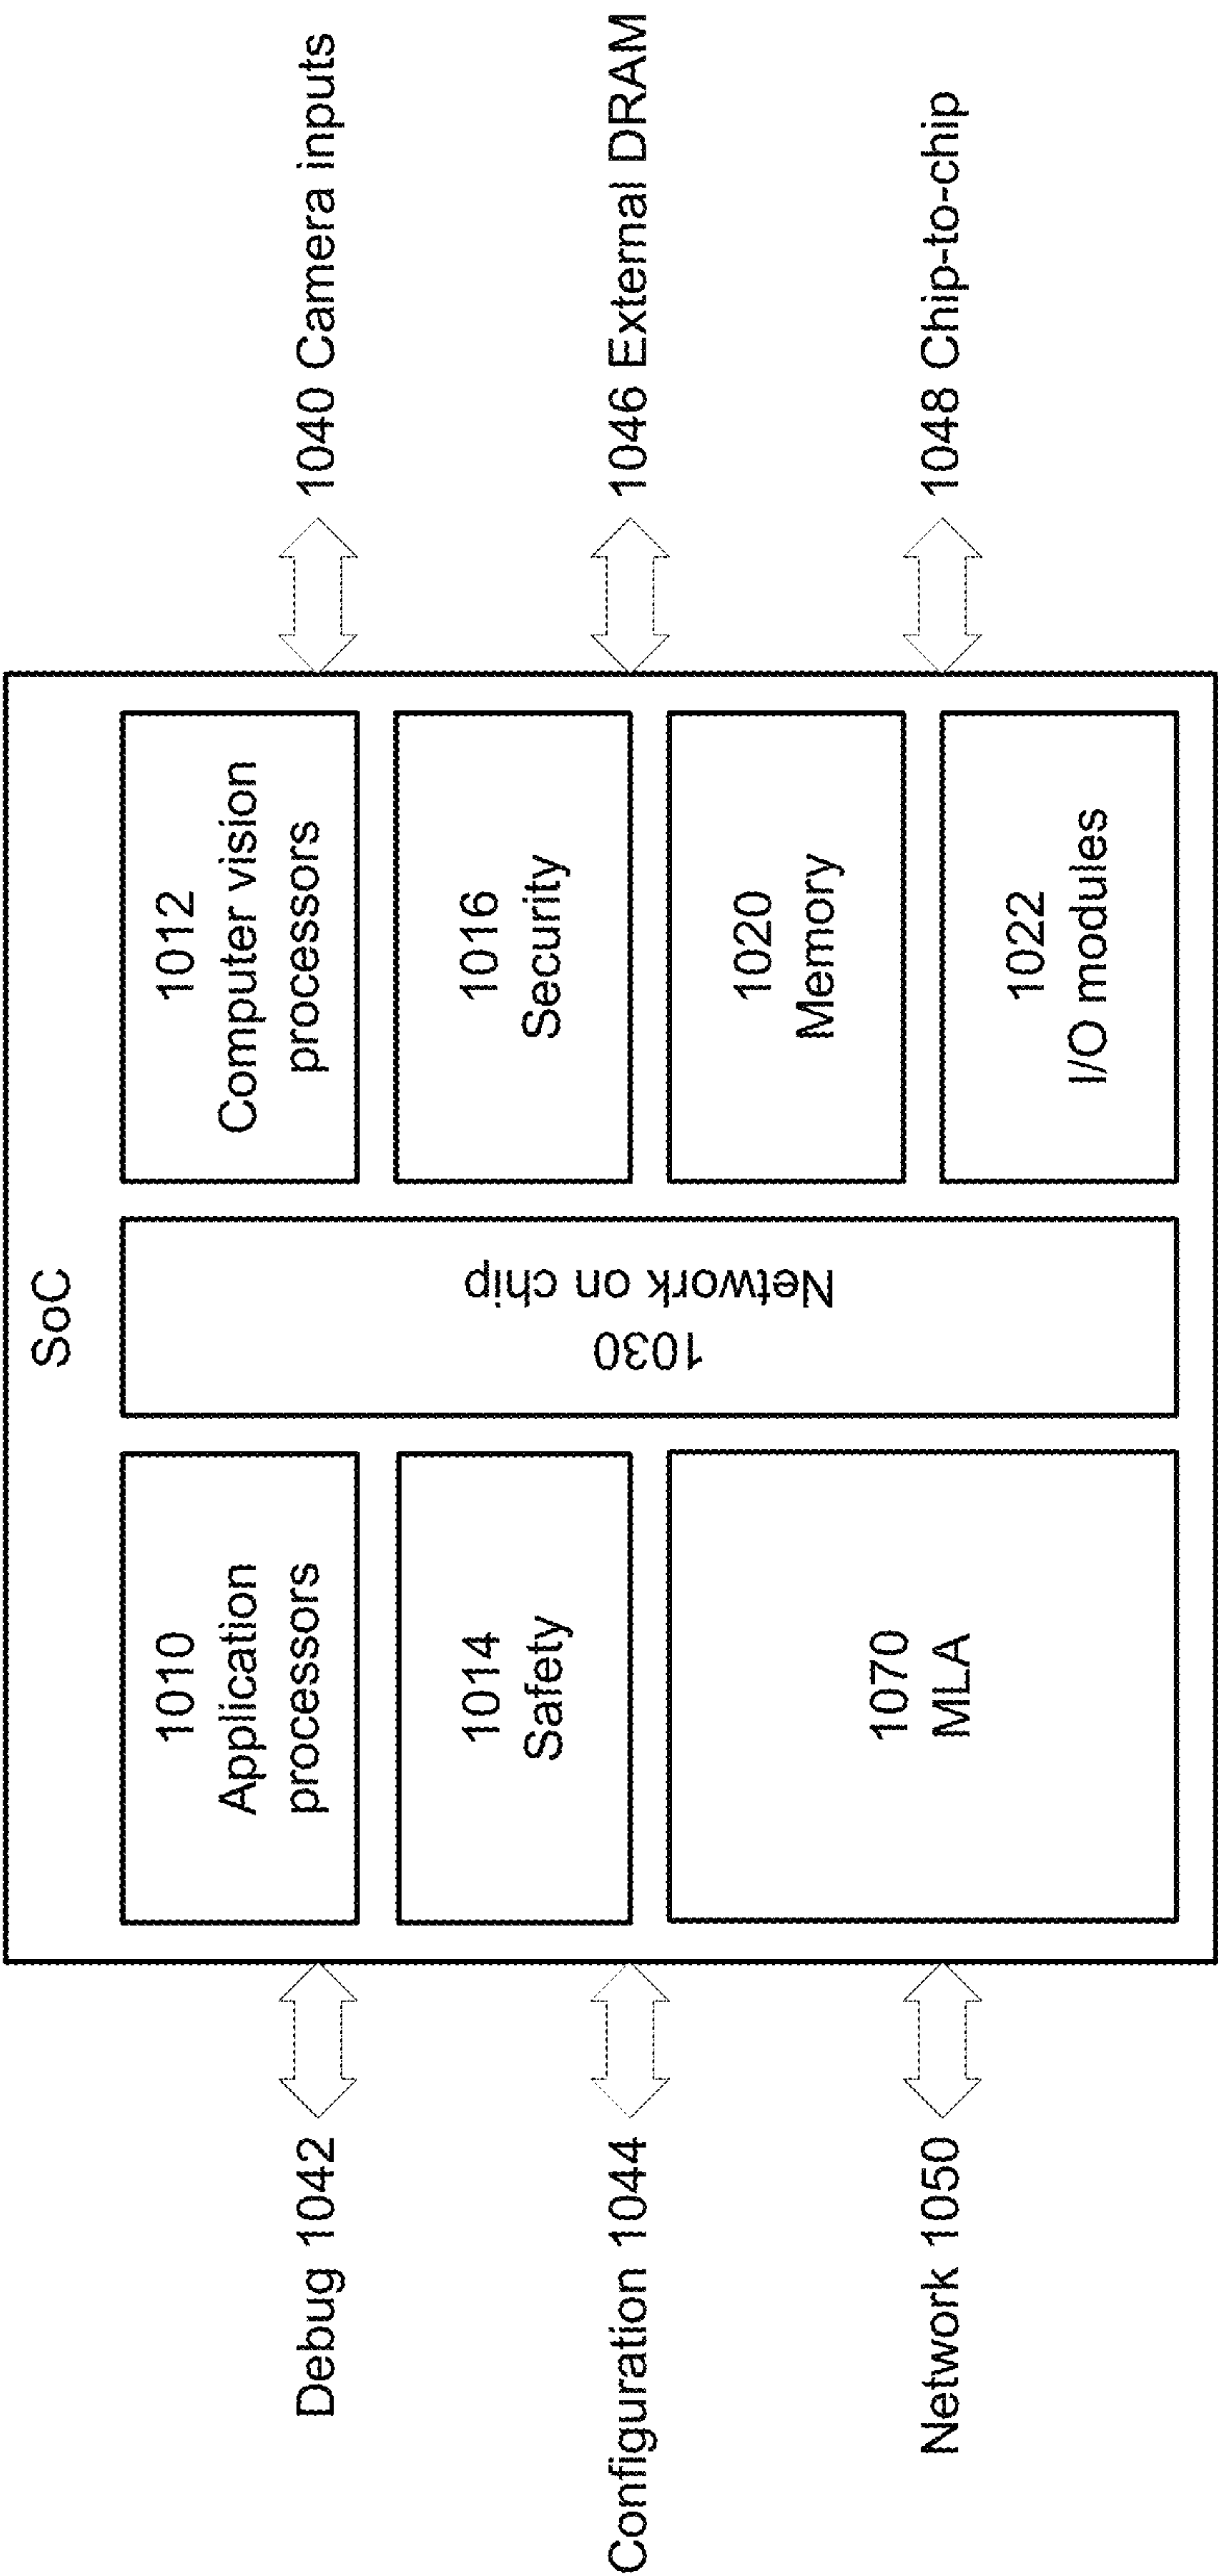 SoC
Debug 1042
Configuration 1044
Network 1050
1010
Application
processors
1014
Safety
1070
MLA
1030
Network on chip
1012
Computer vision
processors
1016
Security
1020
Memory
1022
I/O modules
1040 Camera inputs
1046 External DRAM
1048 Chip-to-chip